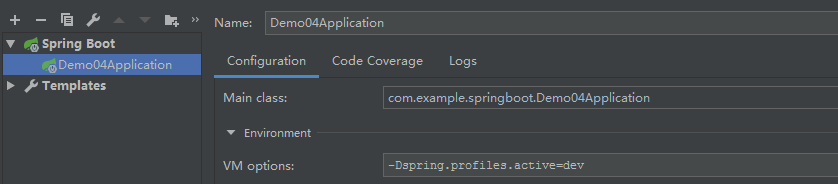 Name: Demo04Application
Spring Boot
Demo04Application
Templates
Configuration Code Coverage Logs
Main class: com.example.springboot.Demo04Application
Environment
VM options: -Dspring.profiles.active=dev